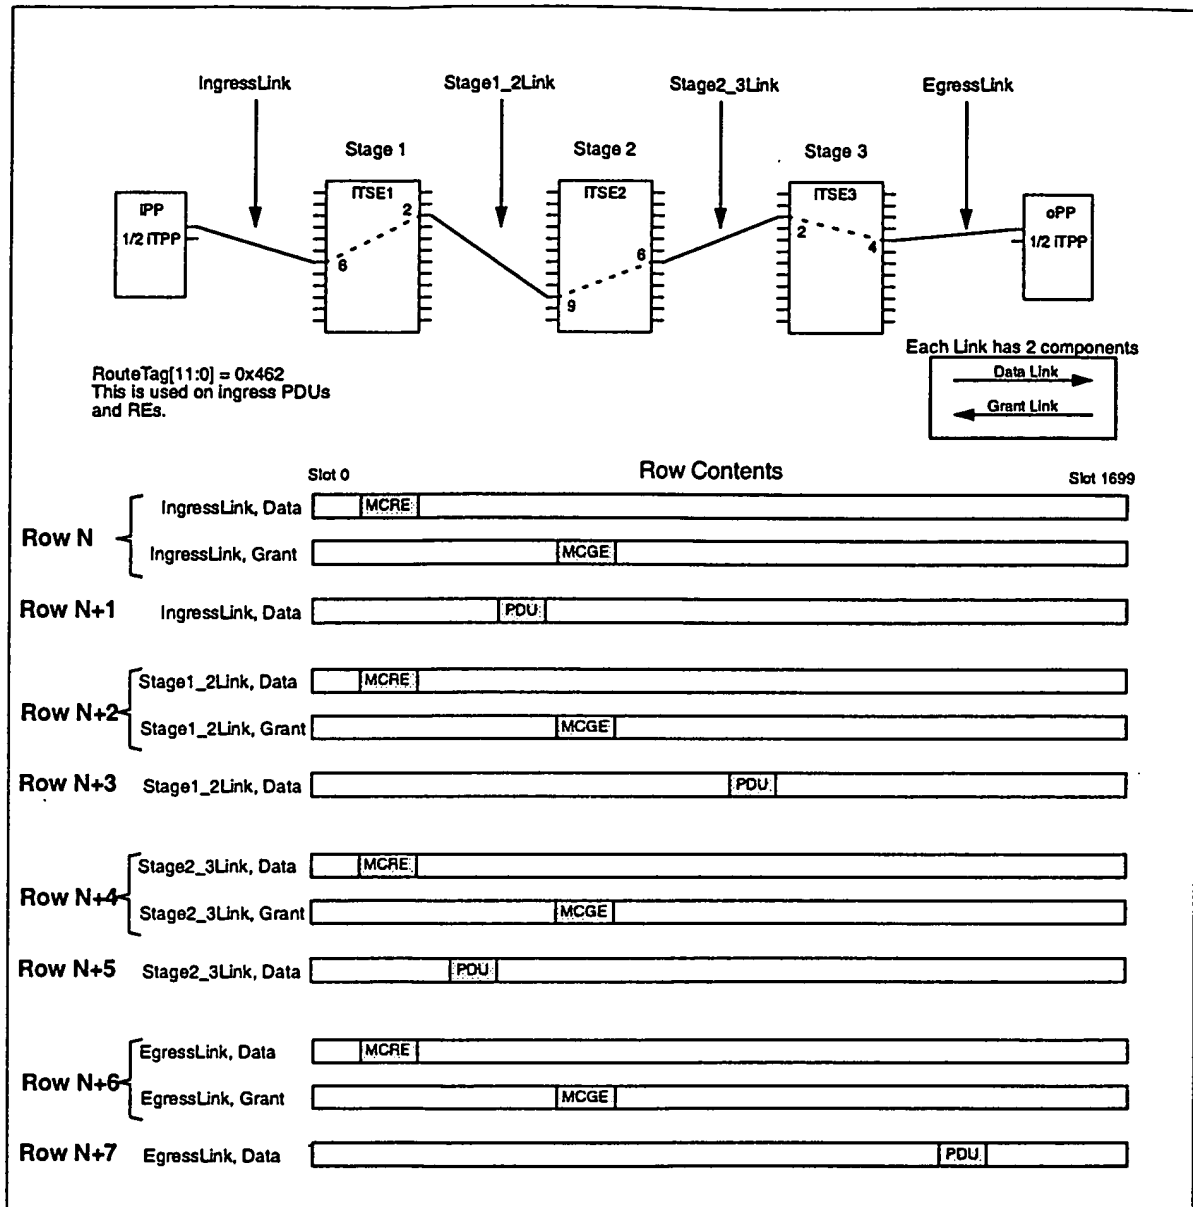 IngressLink
Stage1_2Link
Stage2_3Link
EgressLink
Stage 1
Stage 2
Stage 3
iPP
1/2 ITPP
ITSE1
2
6
ITSE2
6
9
ITSE3
2
4
oPP
1/2 ITPP
RouteTag[11:0] = 0x462
This is used on ingress PDUs
and REs.
Each Link has 2 components
Data Link
Grant Link
Slot 0
Row Contents
Slot 1699
Row N
IngressLink, Data
MCRE
IngressLink, Grant
MCGE
Row N+1
IngressLink, Data
PDU
Row N+2
Stage1_2Link, Data
MCRE
Stage1_2Link, Grant
MCGE
Row N+3
Stage1_2Link, Data
PDU
Row N+4
Stage2_3Link, Data
MCRE
Stage2_3Link, Grant
MCGE
Row N+5
Stage2_3Link, Data
PDU
Row N+6
EgressLink, Data
MCRE
EgressLink, Grant
MCGE
Row N+7
EgressLink, Data
PDU